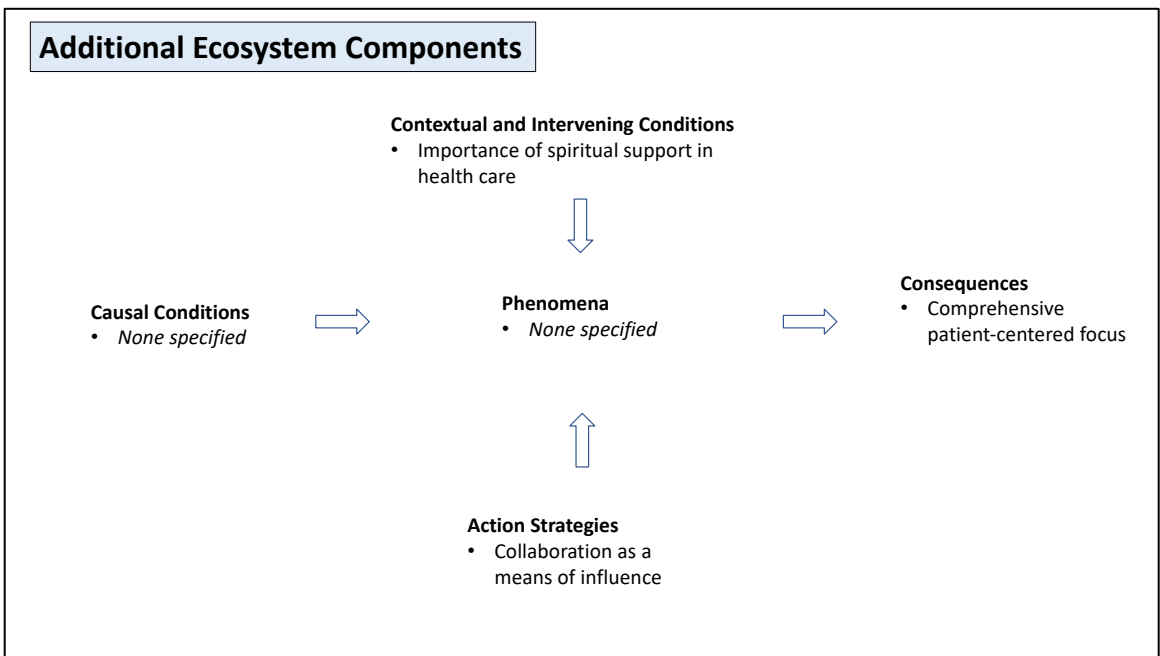 Additional Ecosystem Components
Contextual and Intervening Conditions
• Importance of spiritual support in
health care
Causal Conditions
• None specified
Phenomena
• None specified
Consequences
• Comprehensive
patient-centered focus
Action Strategies
• Collaboration as a
means of influence